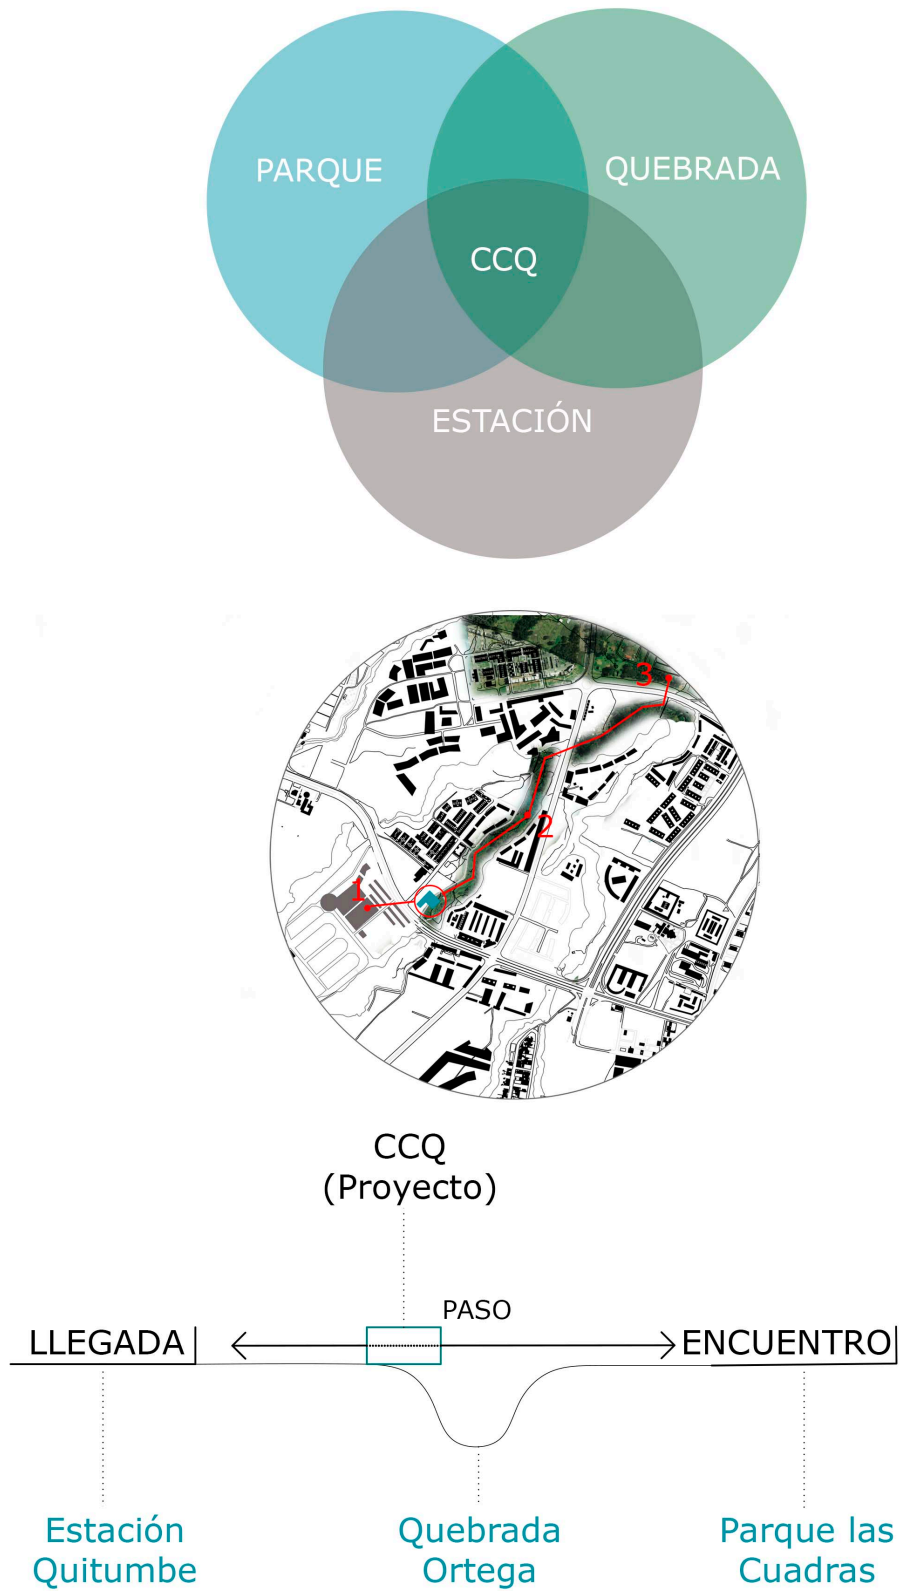 PARQUE
QUEBRADA
CCQ
ESTACIÓN
3
2
1
CCQ
(Proyecto)
PASO
LLEGADA
ENCUENTRO
Estación
Quitumbe
Quebrada
Ortega
Parque las
Cuadras